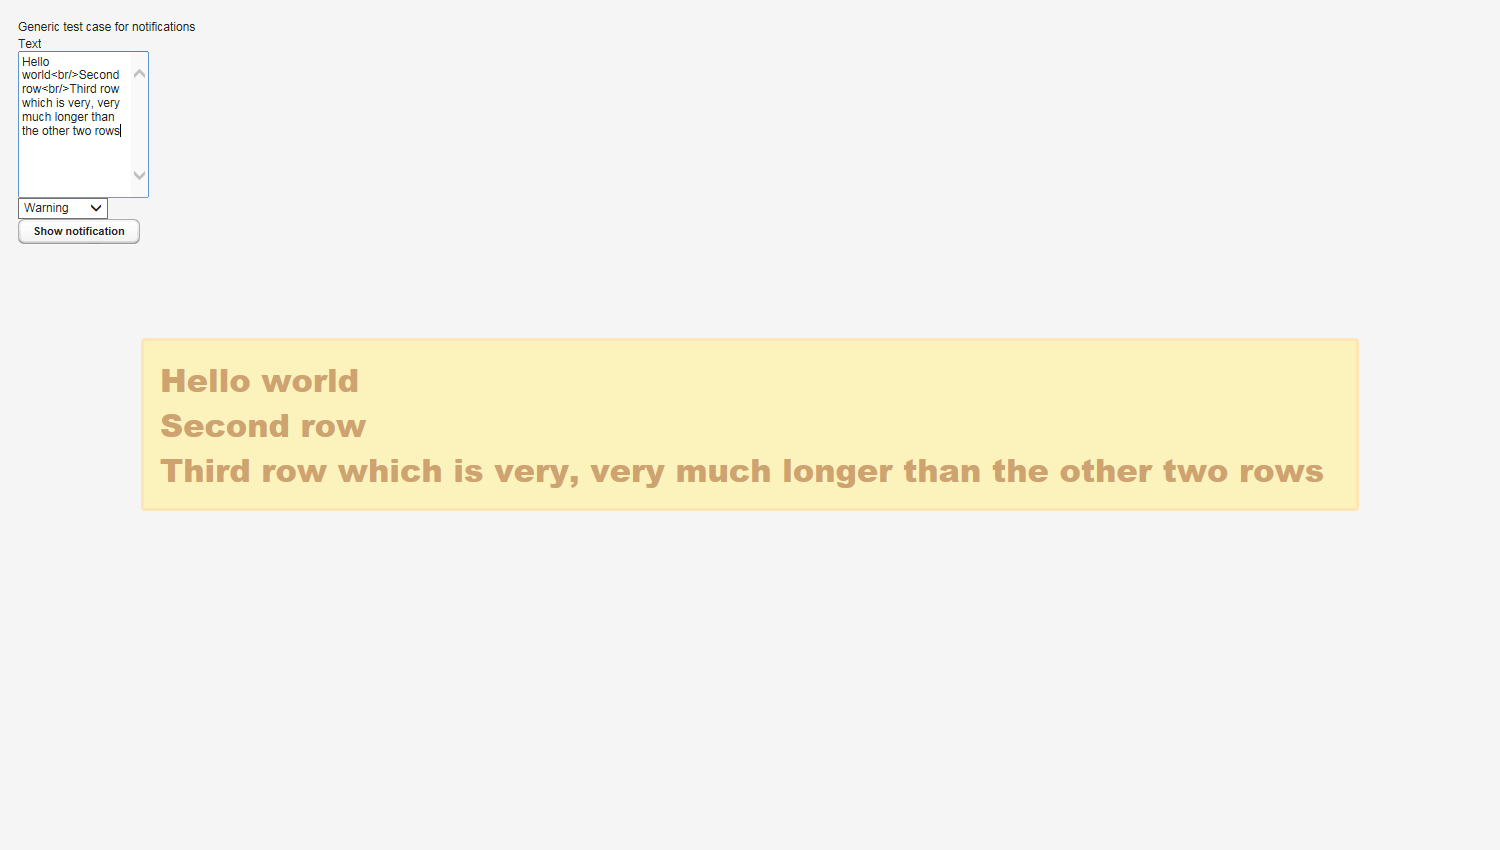 Generic test case for notifications
Text
Hello
world<br/>Second
row<br/>Third row
which is very, very
much longer than
the other two rows
Warning
Show notification
Hello world
Second row
Third row which is very, very much longer than the other two rows